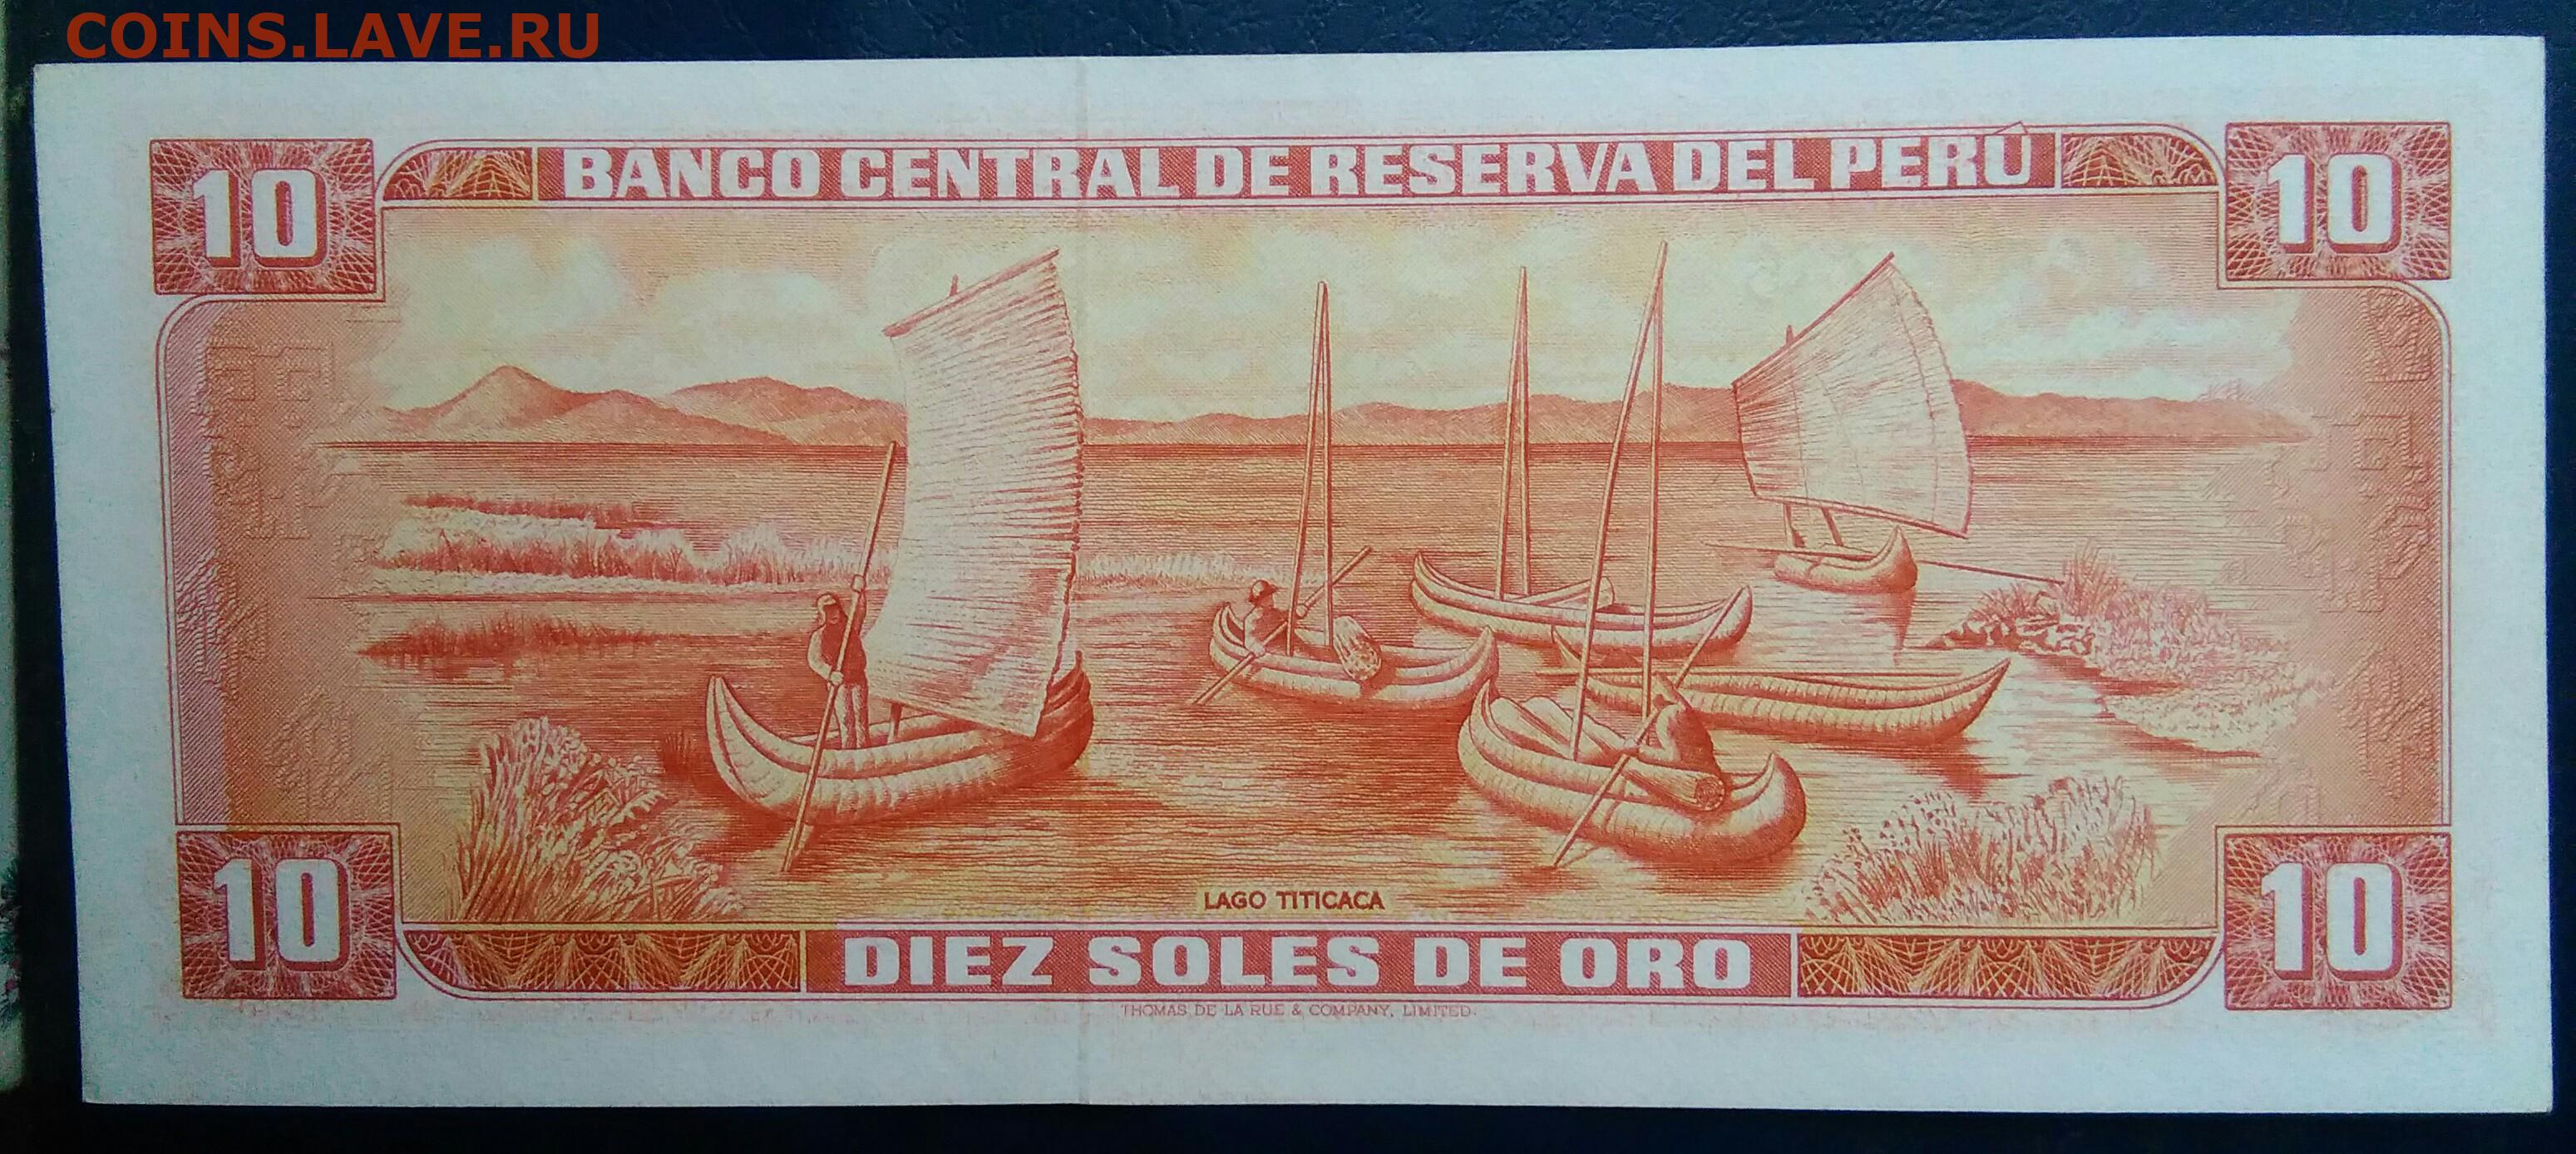 COINS.LAVE.RU
10 BANCO CENTRAL DE RESERVA DEL PERÚ 10
LAGO TITICACA
10 DIEZ SOLES DE ORO 10
THOMAS DE LA RUE & COMPANY, LIMITED.